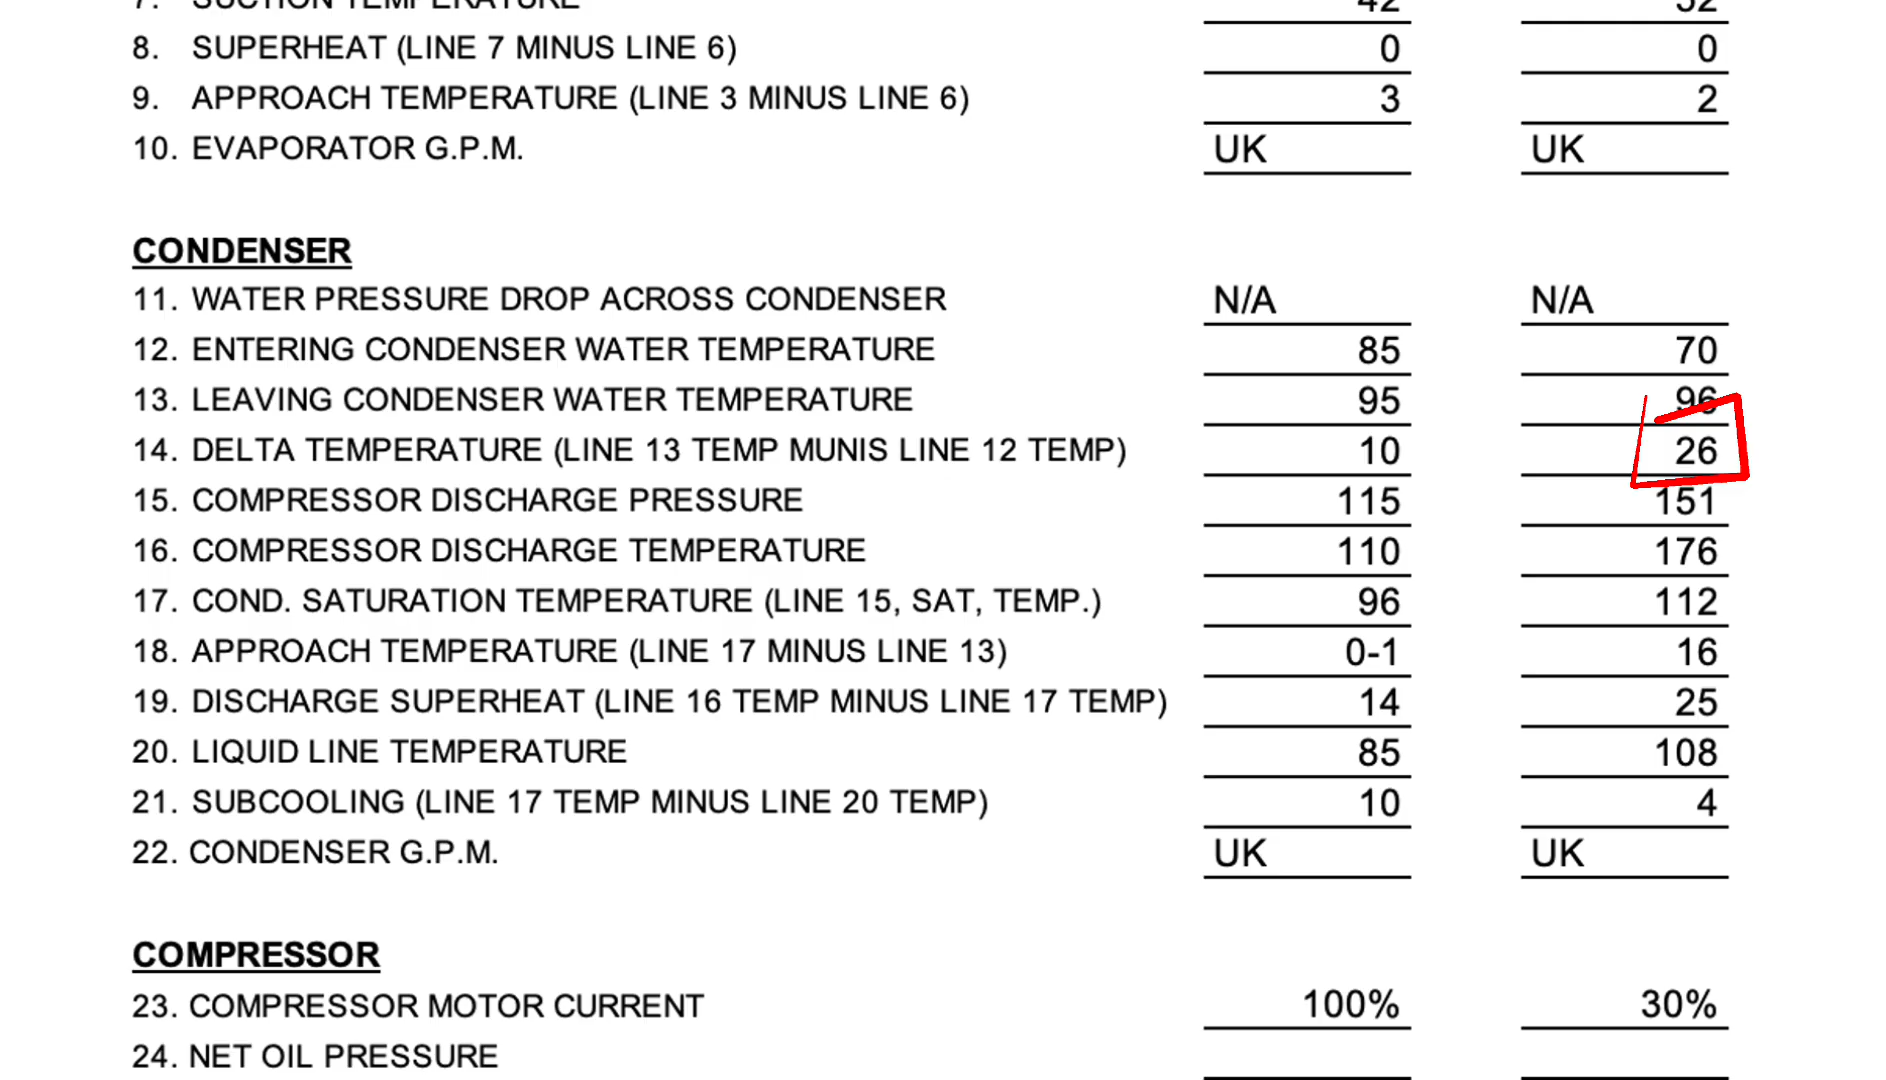 7. SUCTION TEMPERATURE 42 52
8. SUPERHEAT (LINE 7 MINUS LINE 6) 0 0
9. APPROACH TEMPERATURE (LINE 3 MINUS LINE 6) 3 2
10. EVAPORATOR G.P.M. UK UK
CONDENSER
11. WATER PRESSURE DROP ACROSS CONDENSER N/A N/A
12. ENTERING CONDENSER WATER TEMPERATURE 85 70
13. LEAVING CONDENSER WATER TEMPERATURE 95 96
14. DELTA TEMPERATURE (LINE 13 TEMP MUNIS LINE 12 TEMP) 10 26
15. COMPRESSOR DISCHARGE PRESSURE 115 151
16. COMPRESSOR DISCHARGE TEMPERATURE 110 176
17. COND. SATURATION TEMPERATURE (LINE 15, SAT, TEMP.) 96 112
18. APPROACH TEMPERATURE (LINE 17 MINUS LINE 13) 0-1 16
19. DISCHARGE SUPERHEAT (LINE 16 TEMP MINUS LINE 17 TEMP) 14 25
20. LIQUID LINE TEMPERATURE 85 108
21. SUBCOOLING (LINE 17 TEMP MINUS LINE 20 TEMP) 10 4
22. CONDENSER G.P.M. UK UK
COMPRESSOR
23. COMPRESSOR MOTOR CURRENT 100% 30%
24. NET OIL PRESSURE